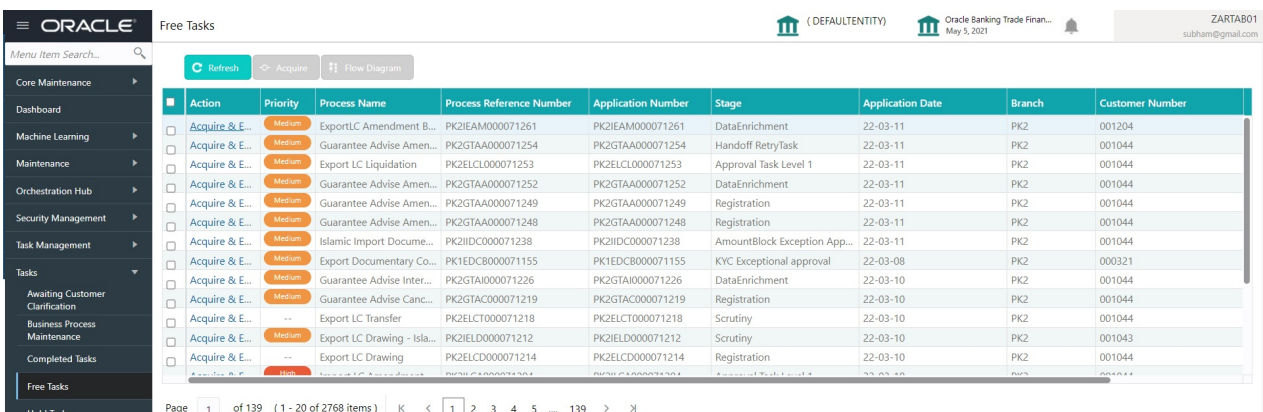 ORACLE
Free Tasks
( DEFAULTENTITY)
Oracle Banking Trade Finan...
May 5, 2021
ZARTAB01
subham@gmail.com
Menu Item Search...
Core Maintenance
Dashboard
Machine Learning
Maintenance
Orchestration Hub
Security Management
Task Management
Tasks
Awaiting Customer
Clarification
Business Process
Maintenance
Completed Tasks
Free Tasks
Refresh Acquire Flow Diagram
Action Priority Process Name Process Reference Number Application Number Stage Application Date Branch Customer Number
Acquire & E... Medium ExportLC Amendment B... PK2IEAM000071261 PK2IEAM000071261 DataEnrichment 22-03-11 PK2 001204
Acquire & E... Medium Guarantee Advise Amen... PK2GTAA000071254 PK2GTAA000071254 Handoff RetryTask 22-03-11 PK2 001044
Acquire & E... Medium Export LC Liquidation PK2ELCL000071253 PK2ELCL000071253 Approval Task Level 1 22-03-11 PK2 001044
Acquire & E... Medium Guarantee Advise Amen... PK2GTAA000071252 PK2GTAA000071252 DataEnrichment 22-03-11 PK2 001044
Acquire & E... Medium Guarantee Advise Amen... PK2GTAA000071249 PK2GTAA000071249 Registration 22-03-11 PK2 001044
Acquire & E... Medium Guarantee Advise Amen... PK2GTAA000071248 PK2GTAA000071248 Registration 22-03-11 PK2 001044
Acquire & E... Medium Islamic Import Docume... PK2IIDC000071238 PK2IIDC000071238 AmountBlock Exception App... 22-03-11 PK2 001044
Acquire & E... Medium Export Documentary Co... PK1EDCB000071155 PK1EDCB000071155 KYC Exceptional approval 22-03-08 PK2 000321
Acquire & E... Medium Guarantee Advise Inter... PK2GTAI000071226 PK2GTAI000071226 DataEnrichment 22-03-10 PK2 001044
Acquire & E... Medium Guarantee Advise Canc... PK2GTAC000071219 PK2GTAC000071219 Registration 22-03-10 PK2 001044
Acquire & E... -- Export LC Transfer PK2ELCT000071218 PK2ELCT000071218 Scrutiny 22-03-10 PK2 001044
Acquire & E... Medium Export LC Drawing - Isla... PK2IELD000071212 PK2IELD000071212 Scrutiny 22-03-10 PK2 001043
Acquire & E... -- Export LC Drawing PK2ELCD000071214 PK2ELCD000071214 Registration 22-03-10 PK2 001044
High
Page 1 of 139 (1 - 20 of 2768 items) K < 1 2 3 4 5 ... 139 > >|